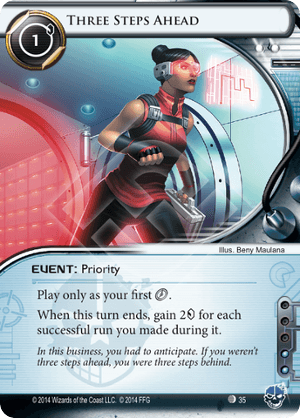 Three Steps Ahead
1
Illus. Beny Maulana
EVENT: Priority
Play only as your first .
When this turn ends, gain 2 for each
successful run you made during it.
In this business, you had to anticipate. If you weren't
three steps ahead, you were three steps behind.
© 2014 Wizards of the Coast LLC. © 2014 FFG
35